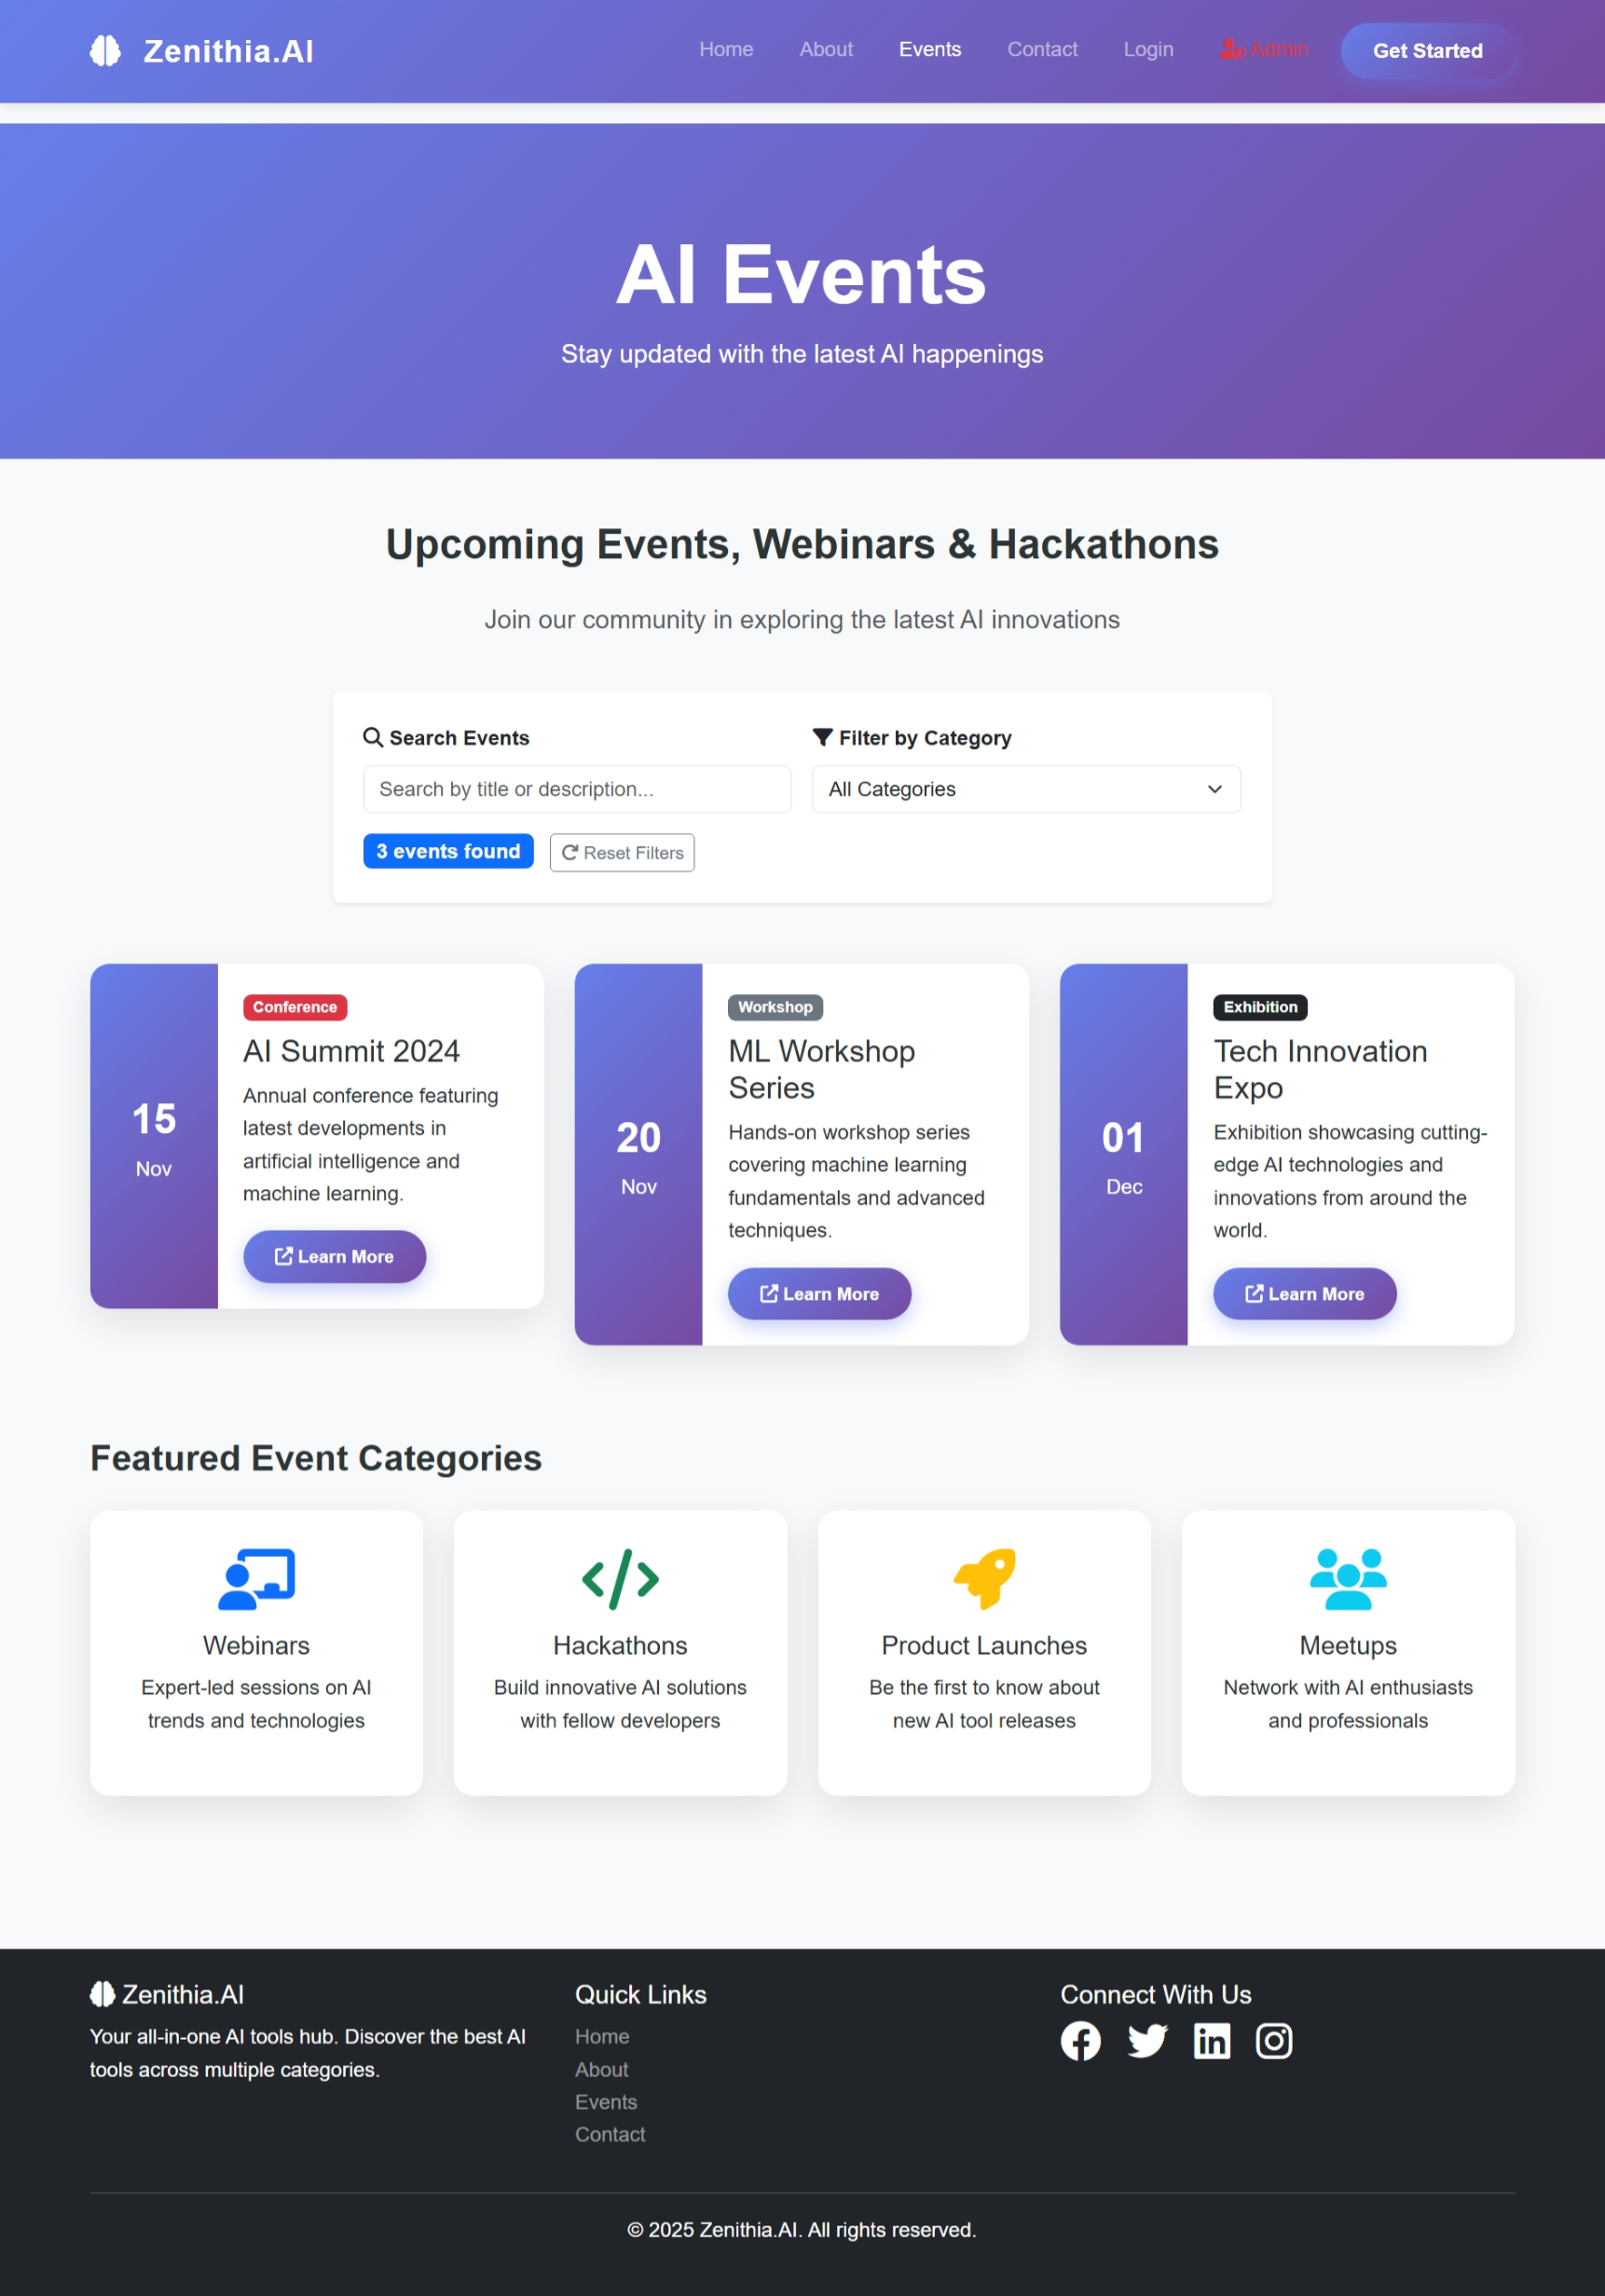 Zenithia.AI
Home
About
Events
Contact
Login
Admin
Get Started
AI Events
Stay updated with the latest AI happenings
Upcoming Events, Webinars & Hackathons
Join our community in exploring the latest AI innovations
Search Events
Filter by Category
Search by title or description...
All Categories
3 events found
Reset Filters
15
Nov
Conference
AI Summit 2024
Annual conference featuring
latest developments in
artificial intelligence and
machine learning.
Learn More
20
Nov
Workshop
ML Workshop
Series
Hands-on workshop series
covering machine learning
fundamentals and advanced
techniques.
Learn More
01
Dec
Exhibition
Tech Innovation
Expo
Exhibition showcasing cutting-
edge AI technologies and
innovations from around the
world.
Learn More
Featured Event Categories
Webinars
Expert-led sessions on AI
trends and technologies
Hackathons
Build innovative AI solutions
with fellow developers
Product Launches
Be the first to know about
new AI tool releases
Meetups
Network with AI enthusiasts
and professionals
Zenithia.AI
Your all-in-one AI tools hub. Discover the best AI
tools across multiple categories.
Quick Links
Home
About
Events
Contact
Connect With Us
© 2025 Zenithia.AI. All rights reserved.